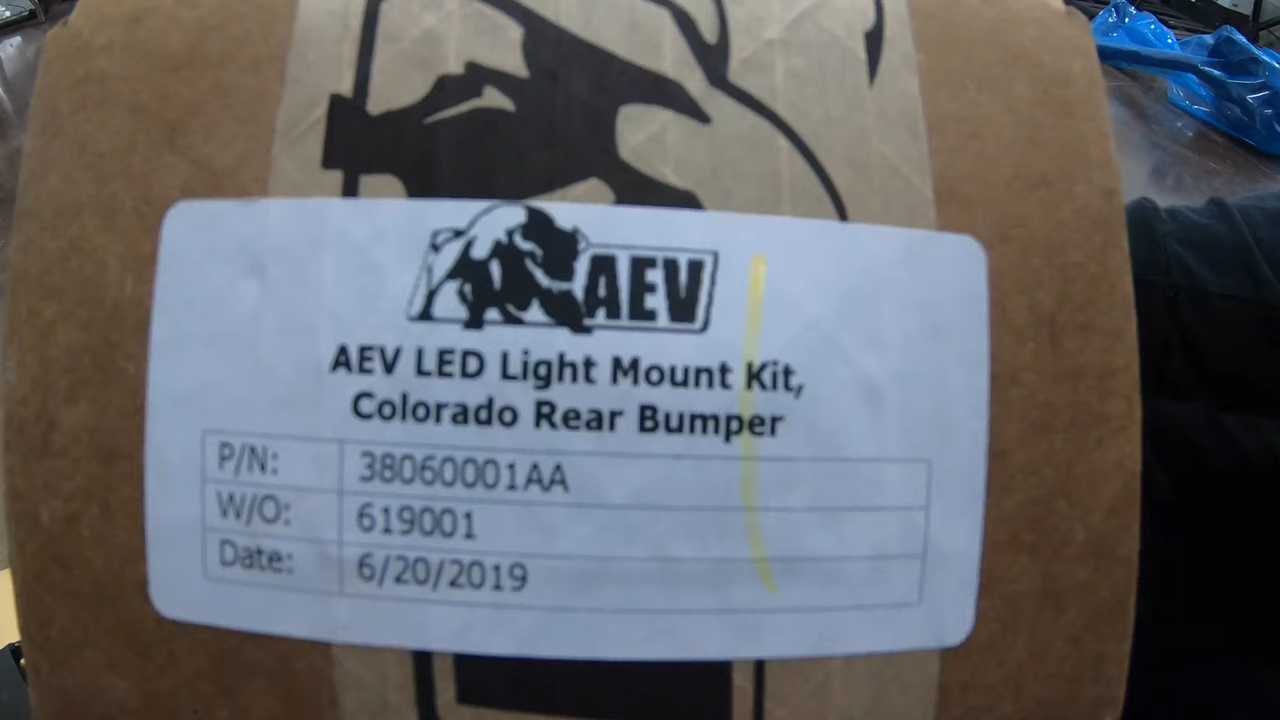 AEV
AEV LED Light Mount Kit,
Colorado Rear Bumper
P/N: 38060001AA
W/O: 619001
Date: 6/20/2019